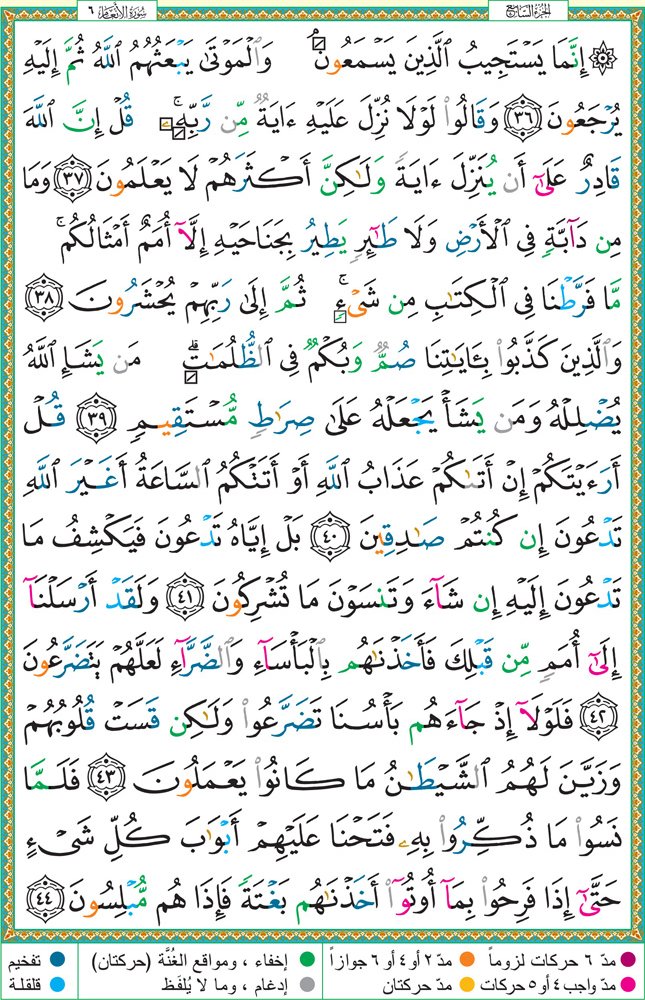 الجزء السابع سورة الأنعام ٦
۞ إِنَّمَا يَسْتَجِيبُ ٱلَّذِينَ يَسْمَعُونَ ۘ وَٱلْمَوْتَىٰ يَبْعَثُهُمُ ٱللَّهُ ثُمَّ إِلَيْهِ
يُرْجَعُونَ ٣٦ وَقَالُوا۟ لَوْلَا نُزِّلَ عَلَيْهِ ءَايَةٌ مِّن رَّبِّهِۦ ۚ قُلْ إِنَّ ٱللَّهَ
قَادِرٌ عَلَىٰٓ أَن يُنَزِّلَ ءَايَةً وَلَـٰكِنَّ أَكْثَرَهُمْ لَا يَعْلَمُونَ ٣٧ وَمَا
مِن دَآبَّةٍ فِى ٱلْأَرْضِ وَلَا طَـٰٓئِرٍ يَطِيرُ بِجَنَاحَيْهِ إِلَّآ أُمَمٌ أَمْثَالُكُم ۚ
مَّا فَرَّطْنَا فِى ٱلْكِتَـٰبِ مِن شَىْءٍ ۚ ثُمَّ إِلَىٰ رَبِّهِمْ يُحْشَرُونَ ٣٨
وَٱلَّذِينَ كَذَّبُوا۟ بِـَٔايَـٰتِنَا صُمٌّ وَبُكْمٌ فِى ٱلظُّلُمَـٰتِ ۗ مَن يَشَإِ ٱللَّهُ
يُضْلِلْهُ وَمَن يَشَأْ يَجْعَلْهُ عَلَىٰ صِرَٰطٍ مُّسْتَقِيمٍ ٣٩ قُلْ
أَرَءَيْتَكُمْ إِنْ أَتَىٰكُمْ عَذَابُ ٱللَّهِ أَوْ أَتَتْكُمُ ٱلسَّاعَةُ أَغَيْرَ ٱللَّهِ
تَدْعُونَ إِن كُنتُمْ صَـٰدِقِينَ ٤٠ بَلْ إِيَّاهُ تَدْعُونَ فَيَكْشِفُ مَا
تَدْعُونَ إِلَيْهِ إِن شَآءَ وَتَنسَوْنَ مَا تُشْرِكُونَ ٤١ وَلَقَدْ أَرْسَلْنَآ
إِلَىٰٓ أُمَمٍ مِّن قَبْلِكَ فَأَخَذْنَـٰهُم بِٱلْبَأْسَآءِ وَٱلضَّرَّآءِ لَعَلَّهُمْ يَتَضَرَّعُونَ
٤٢ فَلَوْلَآ إِذْ جَآءَهُم بَأْسُنَا تَضَرَّعُوا۟ وَلَـٰكِن قَسَتْ قُلُوبُهُمْ
وَزَيَّنَ لَهُمُ ٱلشَّيْطَـٰنُ مَا كَانُوا۟ يَعْمَلُونَ ٤٣ فَلَمَّا
نَسُوا۟ مَا ذُكِّرُوا۟ بِهِۦ فَتَحْنَا عَلَيْهِمْ أَبْوَٰبَ كُلِّ شَىْءٍ
حَتَّىٰٓ إِذَا فَرِحُوا۟ بِمَآ أُوتُوٓا۟ أَخَذْنَـٰهُم بَغْتَةً فَإِذَا هُم مُّبْلِسُونَ ٤٤
مدّ ٦ حركات لزوماً مدّ ٢ أو ٤ أو ٦ جوازاً إخفاء ، ومواقع الغُنَّة (حركتان) تفخيم
مدّ واجب ٤ أو ٥ حركات مدّ حركتان إدغام ، وما لا يُلفَظ قلقلة